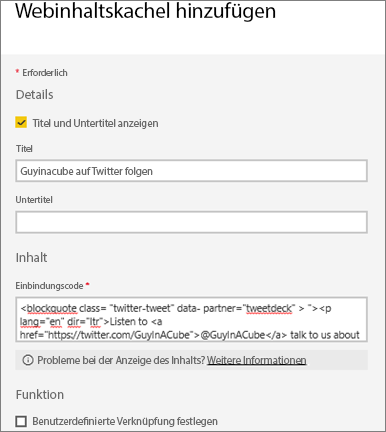 Webinhaltskachel hinzufügen
* Erforderlich
Details
Titel und Untertitel anzeigen
Titel
Guyinacube auf Twitter folgen
Untertitel
Inhalt
Einbindungscode *
<blockquote class= "twitter-tweet" data- partner="tweetdeck" > "><p
lang="en" dir="ltr">Listen to <a
href="https://twitter.com/GuyInACube">@GuyInACube</a> talk to us about
Probleme bei der Anzeige des Inhalts? Weitere Informationen
Funktion
Benutzerdefinierte Verknüpfung festlegen